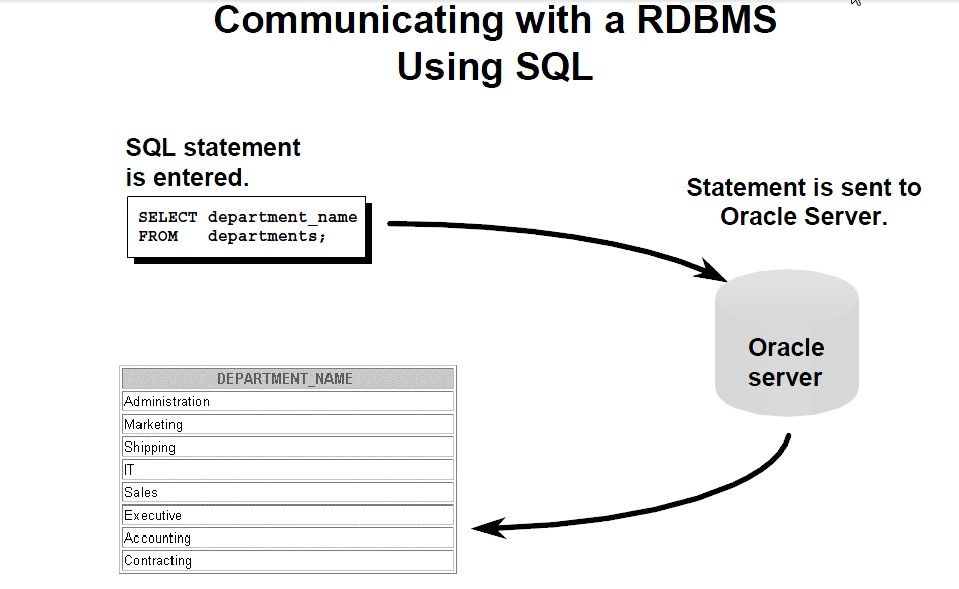 Communicating with a RDBMS
Using SQL
SQL statement
is entered.
SELECT department_name
FROM departments;
Statement is sent to
Oracle Server.
Oracle
server
DEPARTMENT_NAME
Administration
Marketing
Shipping
IT
Sales
Executive
Accounting
Contracting